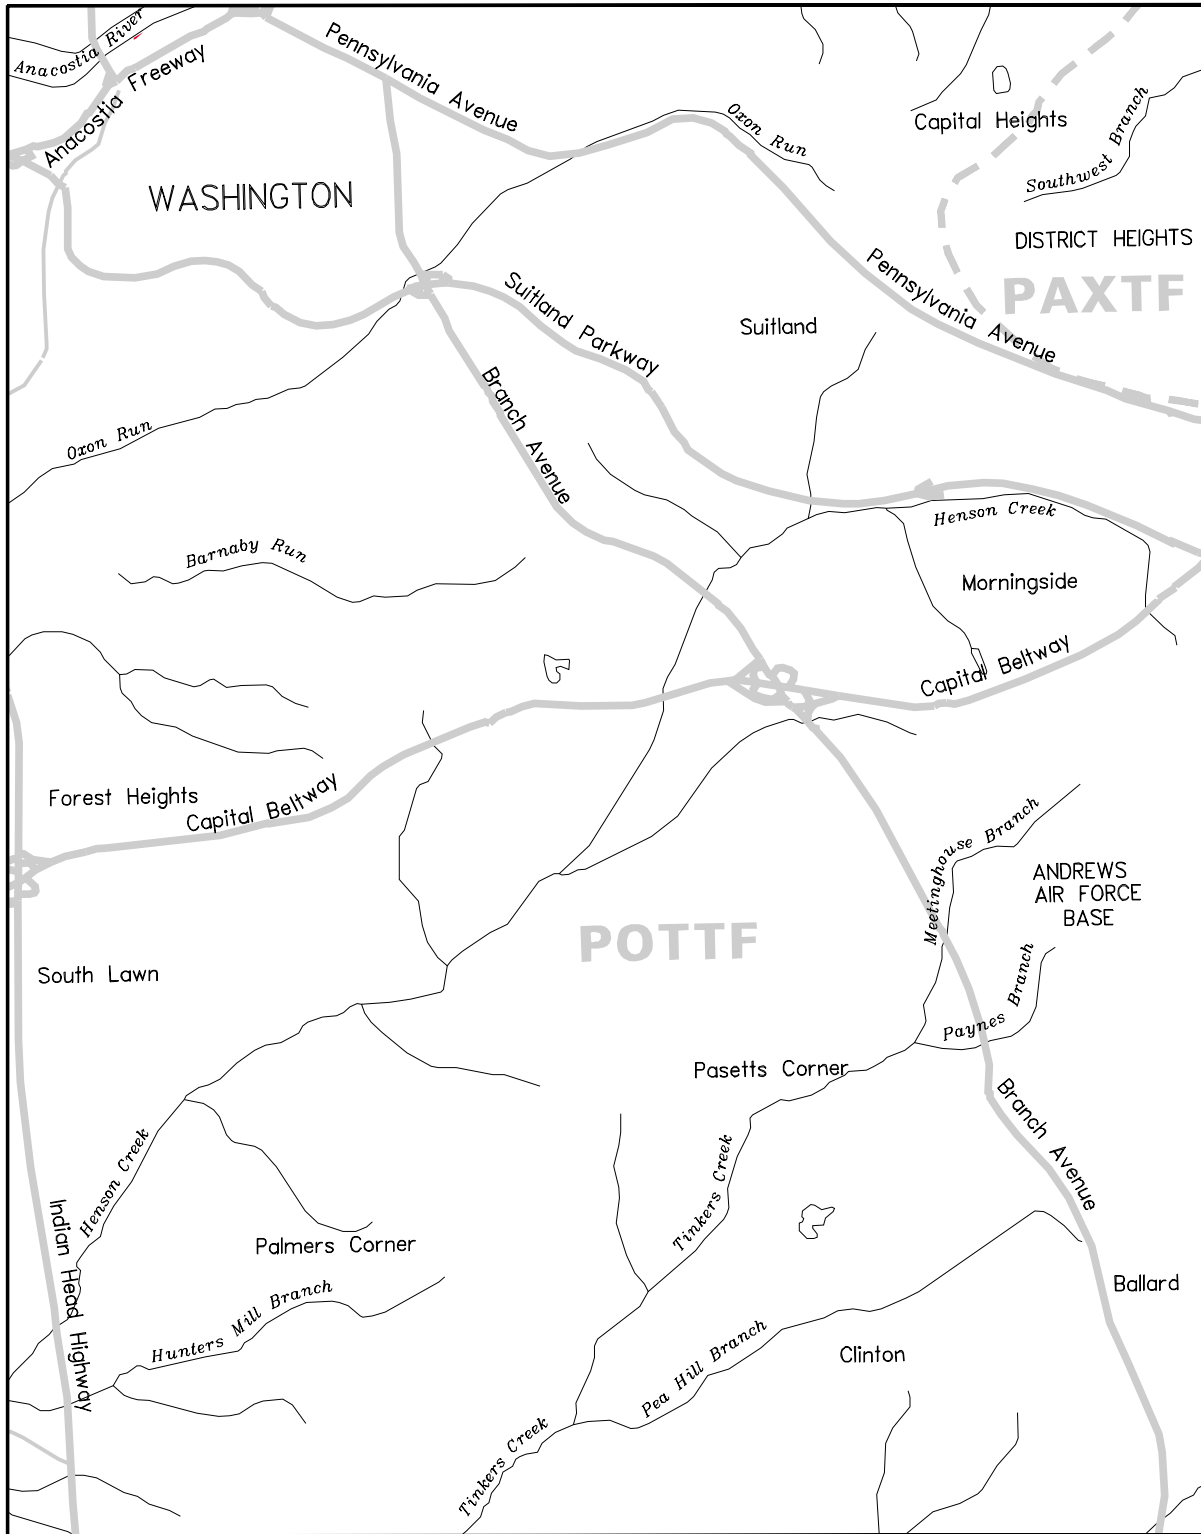 Anacostia River
Anacostia Freeway
Pennsylvania Avenue
Oxon Run
Capital Heights
Southwest Branch
WASHINGTON
DISTRICT HEIGHTS
PAXTF
Pennsylvania Avenue
Suitland Parkway
Suitland
Branch Avenue
Oxon Run
Henson Creek
Barnaby Run
Morningside
Capital Beltway
Forest Heights
Capital Beltway
Meetinghouse Branch
ANDREWS
AIR FORCE
BASE
POTTF
South Lawn
Paynes Branch
Pasetts Corner
Branch Avenue
Henson Creek
Tinkers Creek
Indian Head Highway
Palmers Corner
Ballard
Hunters Mill Branch
Pea Hill Branch
Clinton
Tinkers Creek